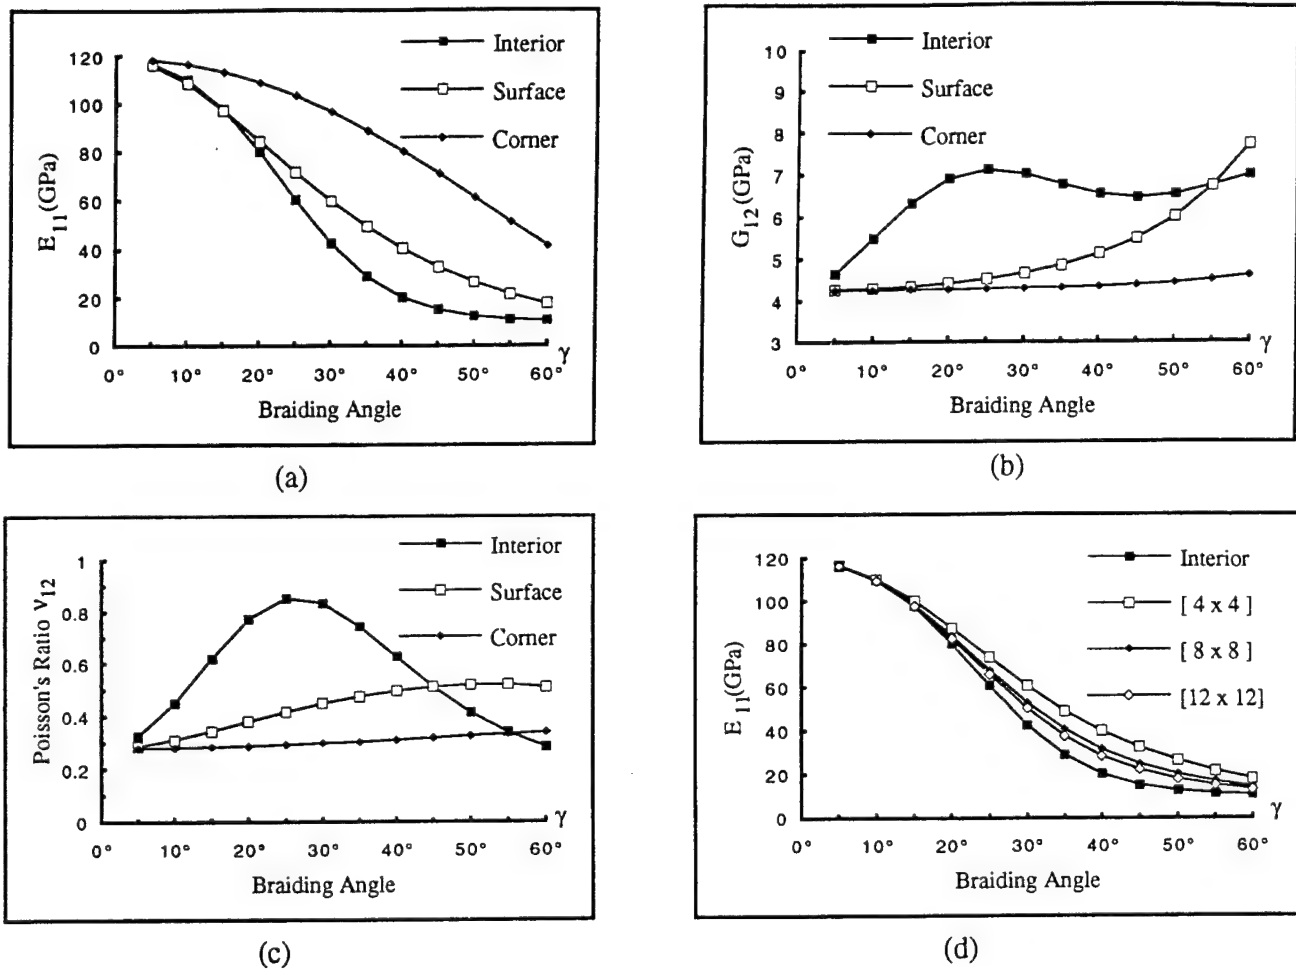 Interior
Surface
Corner
E11(GPa)
120
100
80
60
40
20
0
0° 10° 20° 30° 40° 50° 60°
γ
Braiding Angle
(a)
Interior
Surface
Corner
G12(GPa)
10
9
8
7
6
5
4
3
0° 10° 20° 30° 40° 50° 60°
γ
Braiding Angle
(b)
Interior
Surface
Corner
Poisson's Ratio ν12
1
0.8
0.6
0.4
0.2
0
0° 10° 20° 30° 40° 50° 60°
γ
Braiding Angle
(c)
Interior
[ 4 x 4 ]
[ 8 x 8 ]
[12 x 12]
E11(GPa)
120
100
80
60
40
20
0
0° 10° 20° 30° 40° 50° 60°
γ
Braiding Angle
(d)